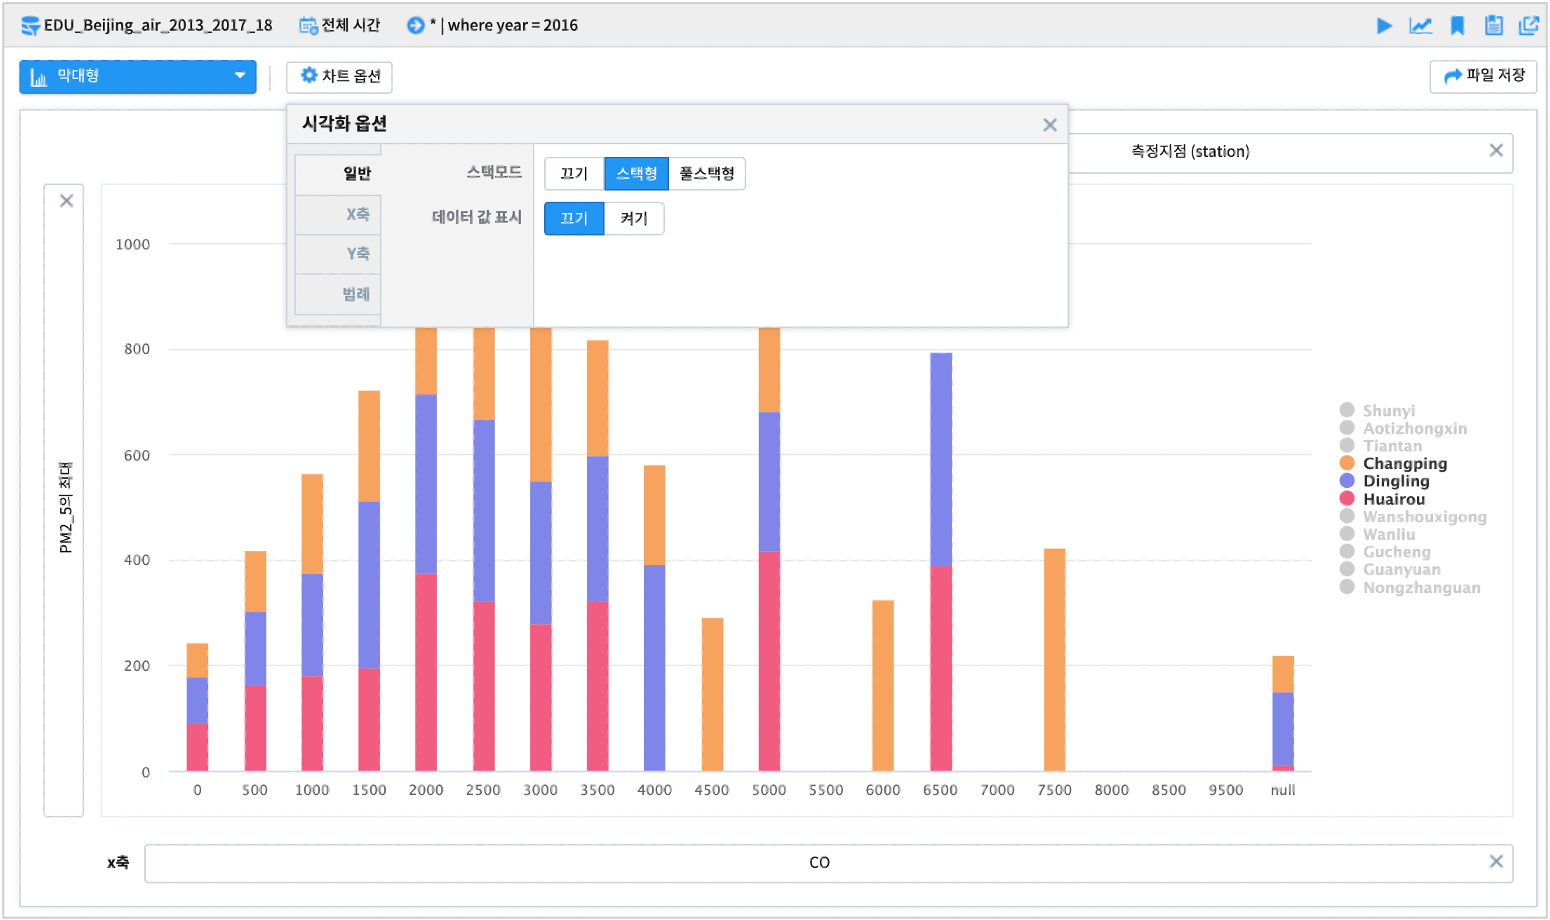 EDU_Beijing_air_2013_2017_18 전체 시간 * | where year = 2016
막대형 차트 옵션 파일 저장
시각화 옵션
측정지점 (station)
일반 스택모드 끄기 스택형 풀스택형
X축 데이터 값 표시 끄기 켜기
Y축
범례
PM2_5의 최대
1000
800
600
400
200
0
0 500 1000 1500 2000 2500 3000 3500 4000 4500 5000 5500 6000 6500 7000 7500 8000 8500 9500 null
Shunyi
Aotizhongxin
Tiantan
Changping
Dingling
Huairou
Wanshouxigong
Wanliu
Gucheng
Guanyuan
Nongzhanguan
x축 CO